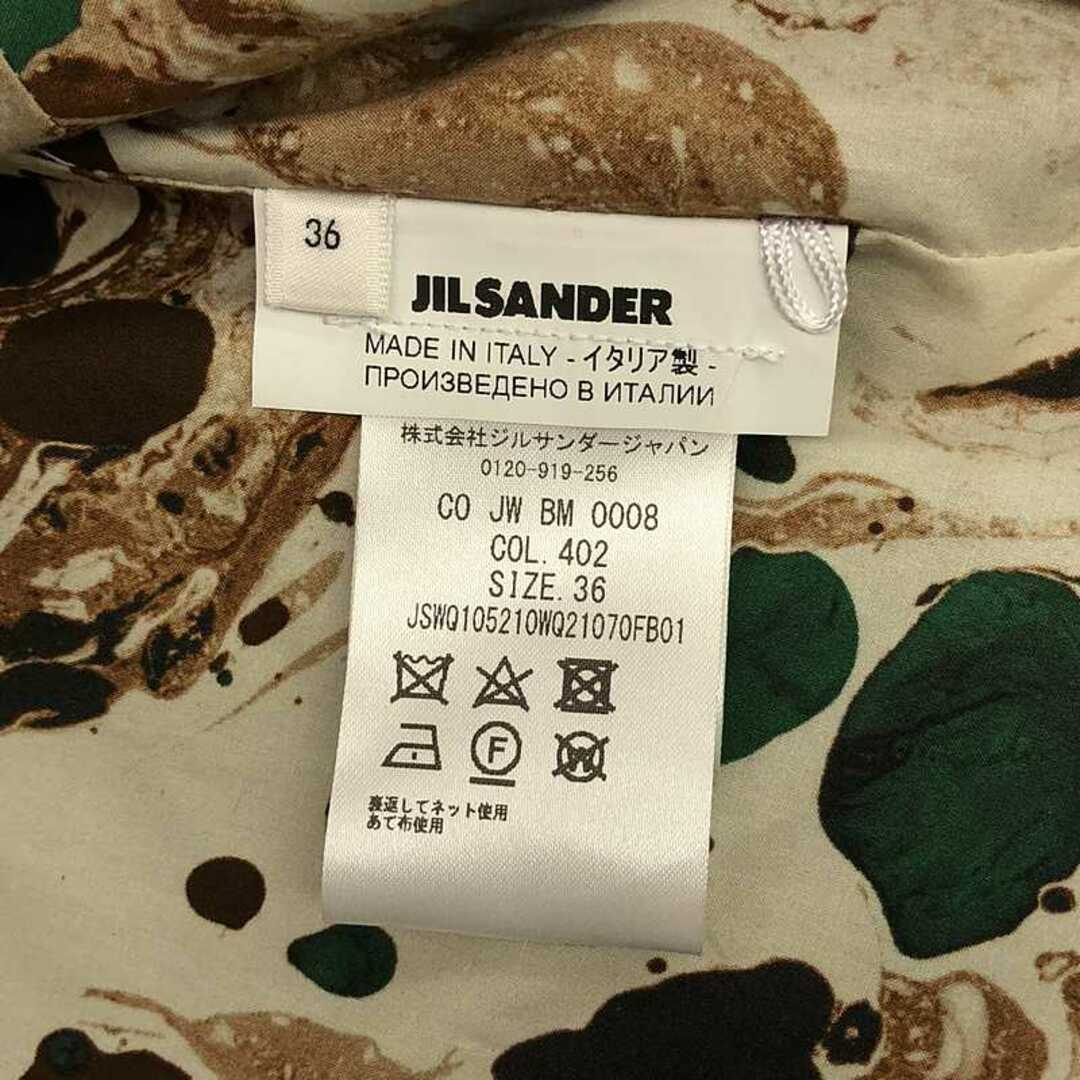 36
JIL SANDER
MADE IN ITALY - イタリア製 -
ПРОИЗВЕДЕНО В ИТАЛИИ
株式会社ジルサンダージャパン
0120-919-256
CO JW BM 0008
COL. 402
SIZE. 36
JSWQ105210WQ21070FB01
F
W
裏返してネット使用
あて布使用